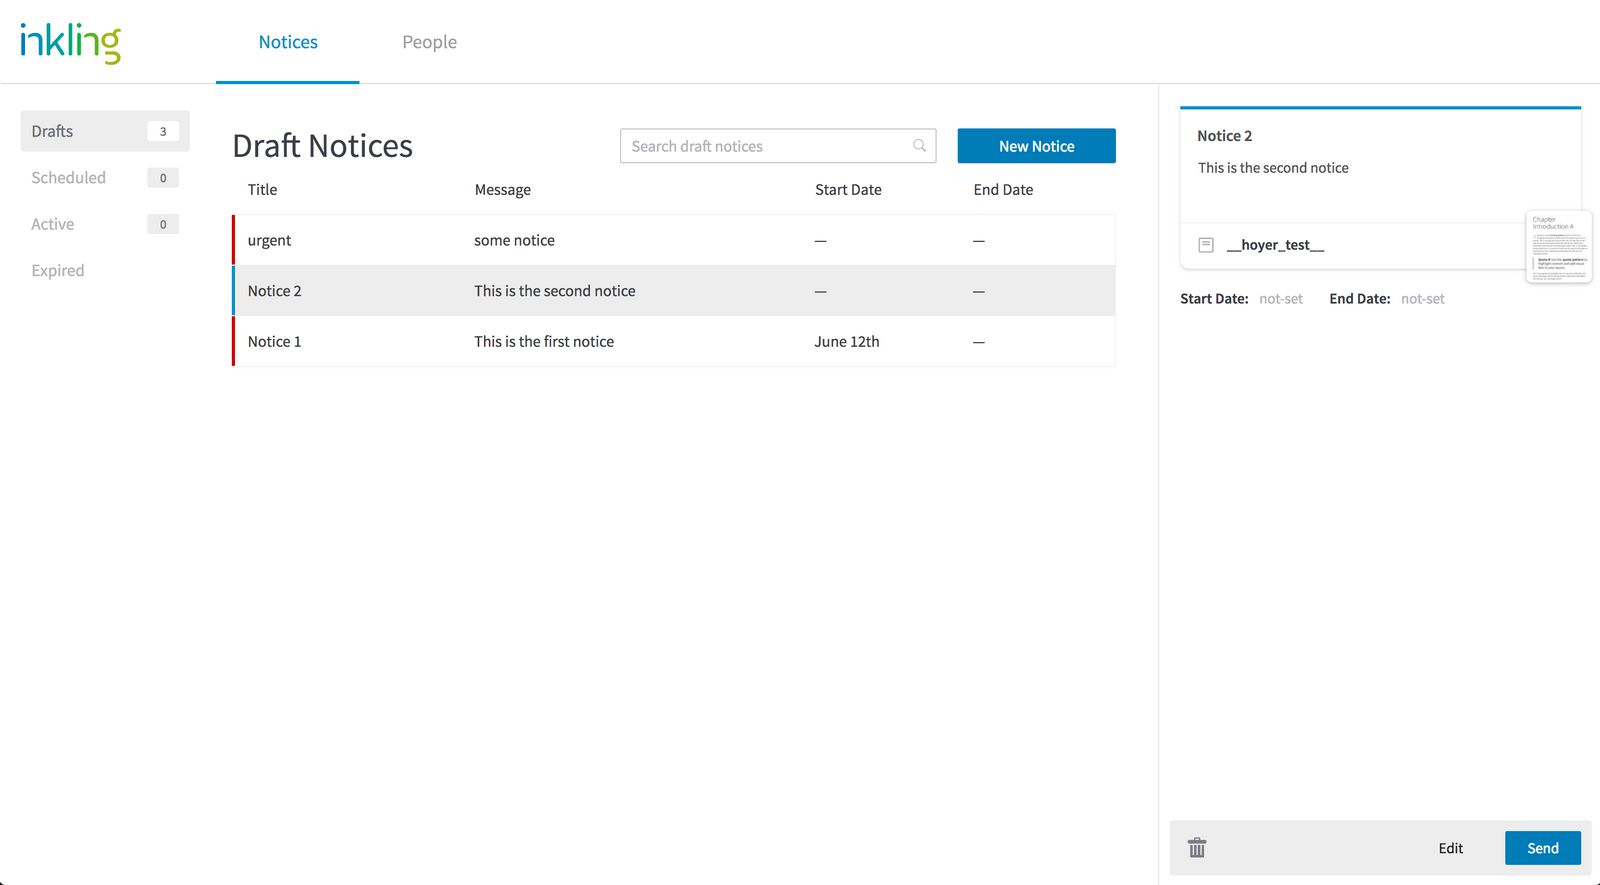 inkling
Notices
People
Drafts 3
Scheduled 0
Active 0
Expired
Draft Notices
Search draft notices
New Notice
Title Message Start Date End Date
urgent some notice — —
Notice 2 This is the second notice — —
Notice 1 This is the first notice June 12th —
Notice 2
This is the second notice
__hoyer_test__
Chapter
Introduction A
Start Date: not-set End Date: not-set
Edit
Send